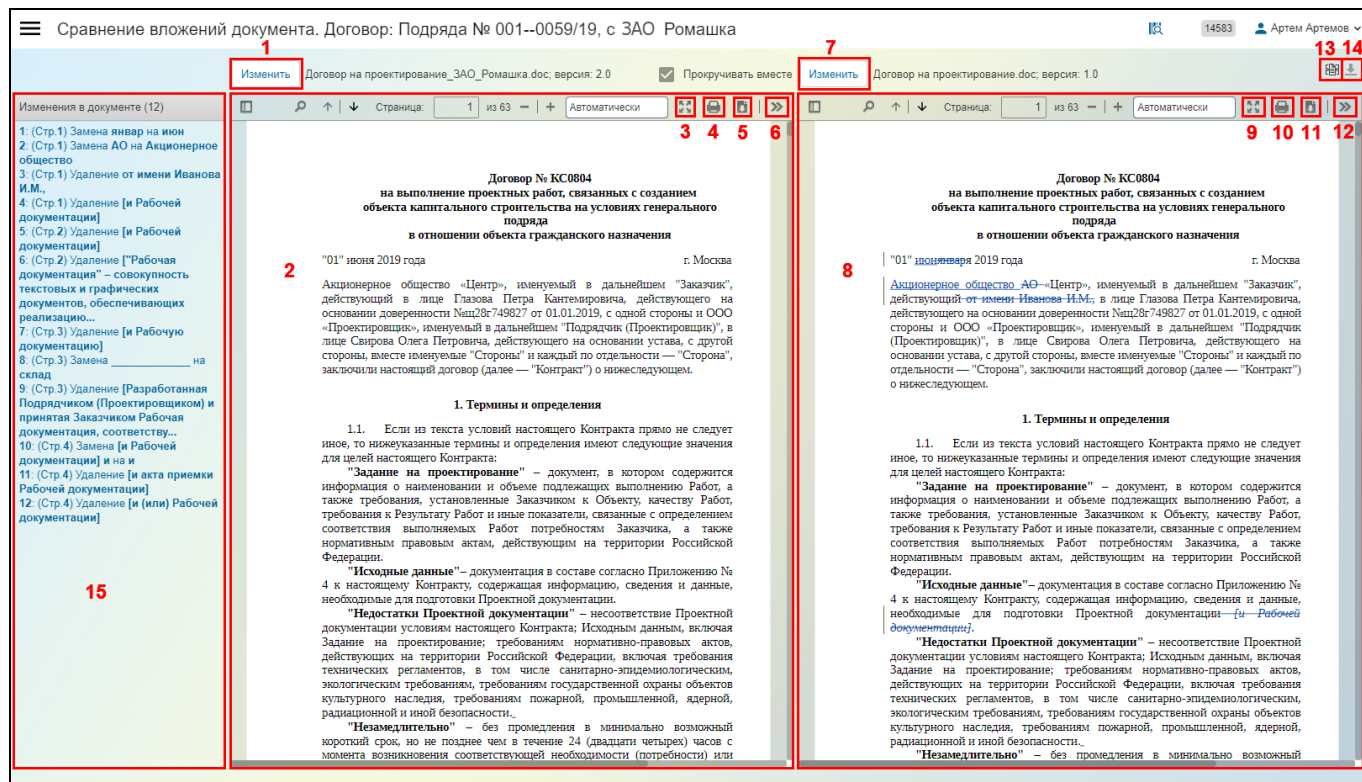 Сравнение вложений документа. Договор: Подряда № 001--0059/19, с ЗАО Ромашка
14583
Артем Артемов
1
7
13 14
Изменить
Договор на проектирование_ЗАО_Ромашка.doc; версия: 2.0
Прокручивать вместе
Изменить
Договор на проектирование.doc; версия: 1.0
Изменения в документе (12)
1: (Стр.1) Замена январ на июн
2: (Стр.1) Замена АО на Акционерное
общество
3: (Стр.1) Удаление от имени Иванова
И.М.,
4: (Стр.1) Удаление [и Рабочей
документации]
5: (Стр.2) Удаление [и Рабочей
документации]
6: (Стр.2) Удаление ["Рабочая
документация" – совокупность
текстовых и графических
документов, обеспечивающих
реализацию...
7: (Стр.3) Удаление [и Рабочую
документацию]
8: (Стр.3) Замена _____________ на
склад
9: (Стр.3) Удаление [Разработанная
Подрядчиком (Проектировщиком) и
принятая Заказчиком Рабочая
документация, соответству...
10: (Стр.4) Замена [и Рабочей
документации] и на и
11: (Стр.4) Удаление [и акта приемки
Рабочей документации]
12: (Стр.4) Удаление [и (или) Рабочей
документации]
15
Страница: 1 из 63 Автоматически
3 4 5 6
Договор № КС0804
на выполнение проектных работ, связанных с созданием
объекта капитального строительства на условиях генерального
подряда
в отношении объекта гражданского назначения
2
"01" июня 2019 года г. Москва
Акционерное общество «Центр», именуемый в дальнейшем "Заказчик",
действующий в лице Глазова Петра Кантемировича, действующего на
основании доверенности №щ28г749827 от 01.01.2019, с одной стороны и ООО
«Проектировщик», именуемый в дальнейшем "Подрядчик (Проектировщик)", в
лице Свирова Олега Петровича, действующего на основании устава, с другой
стороны, вместе именуемые "Стороны" и каждый по отдельности — "Сторона",
заключили настоящий договор (далее — "Контракт") о нижеследующем.
1. Термины и определения
1.1. Если из текста условий настоящего Контракта прямо не следует
иное, то нижеуказанные термины и определения имеют следующие значения
для целей настоящего Контракта:
"Задание на проектирование" – документ, в котором содержится
информация о наименовании и объеме подлежащих выполнению Работ, а
также требования, установленные Заказчиком к Объекту, качеству Работ,
требования к Результату Работ и иные показатели, связанные с определением
соответствия выполняемых Работ потребностям Заказчика, а также
нормативным правовым актам, действующим на территории Российской
Федерации.
"Исходные данные"– документация в составе согласно Приложению №
4 к настоящему Контракту, содержащая информацию, сведения и данные,
необходимые для подготовки Проектной документации.
"Недостатки Проектной документации" – несоответствие Проектной
документации условиям настоящего Контракта; Исходным данным, включая
Задание на проектирование; требованиям нормативно-правовых актов,
действующих на территории Российской Федерации, включая требования
технических регламентов, в том числе санитарно-эпидемиологическим,
экологическим требованиям, требованиям государственной охраны объектов
культурного наследия, требованиям пожарной, промышленной, ядерной,
радиационной и иной безопасности.
"Незамедлительно" – без промедления в минимально возможный
короткий срок, но не позднее чем в течение 24 (двадцати четырех) часов с
момента возникновения соответствующей необходимости (потребности) или
Страница: 1 из 63 Автоматически
9 10 11 12
Договор № КС0804
на выполнение проектных работ, связанных с созданием
объекта капитального строительства на условиях генерального
подряда
в отношении объекта гражданского назначения
8
"01" июнянваря 2019 года г. Москва
Акционерное общество АО «Центр», именуемый в дальнейшем "Заказчик",
действующий от имени Иванова И.М., в лице Глазова Петра Кантемировича,
действующего на основании доверенности №щ28г749827 от 01.01.2019, с одной
стороны и ООО «Проектировщик», именуемый в дальнейшем "Подрядчик
(Проектировщик)", в лице Свирова Олега Петровича, действующего на
основании устава, с другой стороны, вместе именуемые "Стороны" и каждый по
отдельности — "Сторона", заключили настоящий договор (далее — "Контракт")
о нижеследующем.
1. Термины и определения
1.1. Если из текста условий настоящего Контракта прямо не следует
иное, то нижеуказанные термины и определения имеют следующие значения
для целей настоящего Контракта:
"Задание на проектирование" – документ, в котором содержится
информация о наименовании и объеме подлежащих выполнению Работ, а
также требования, установленные Заказчиком к Объекту, качеству Работ,
требования к Результату Работ и иные показатели, связанные с определением
соответствия выполняемых Работ потребностям Заказчика, а также
нормативным правовым актам, действующим на территории Российской
Федерации.
"Исходные данные"– документация в составе согласно Приложению №
4 к настоящему Контракту, содержащая информацию, сведения и данные,
необходимые для подготовки Проектной документации [и Рабочей
документации].
"Недостатки Проектной документации" – несоответствие Проектной
документации условиям настоящего Контракта; Исходным данным, включая
Задание на проектирование; требованиям нормативно-правовых актов,
действующих на территории Российской Федерации, включая требования
технических регламентов, в том числе санитарно-эпидемиологическим,
экологическим требованиям, требованиям государственной охраны объектов
культурного наследия, требованиям пожарной, промышленной, ядерной,
радиационной и иной безопасности.
"Незамедлительно" – без промедления в минимально возможный